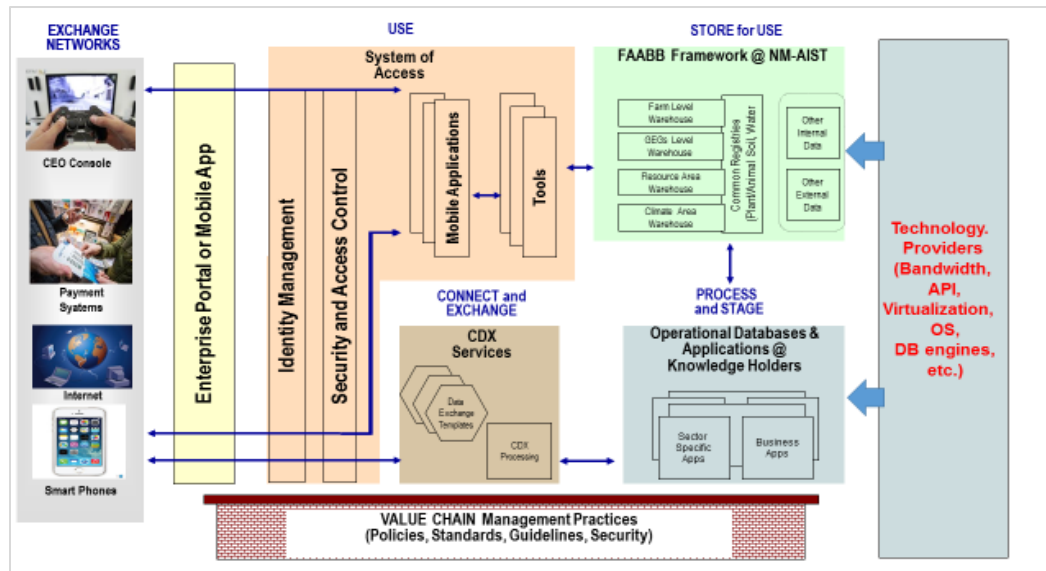 EXCHANGE
NETWORKS
CEO Console
Payment
Systams
Internet
Smart Phones
Enterprise Portal or Mobile App
USE
System of
Access
Identity Management
Security and Access Control
Mobile Applications
Tools
STORE for USE
FAABB Framework @ NM-AIST
Farm Level
Warehouse
GEGs Level
Warehouse
Resource Area
Warehouse
Climate Area
Warehouse
Common Registries
(Plant/Animal Soil, Water
Other
Internal
Data
Other
External
Data
CONNECT and
EXCHANGE
CDX
Services
Data
Exchange
Templates
CDX
Processing
PROCESS
and STAGE
Operational Databases &
Applications @
Knowledge Holders
Sector
Specific
Apps
Business
Apps
Technology.
Providers
(Bandwidth,
API,
Virtualization,
OS,
DB engines,
etc.)
VALUE CHAIN Management Practices
(Policies, Standards, Guidelines, Security)